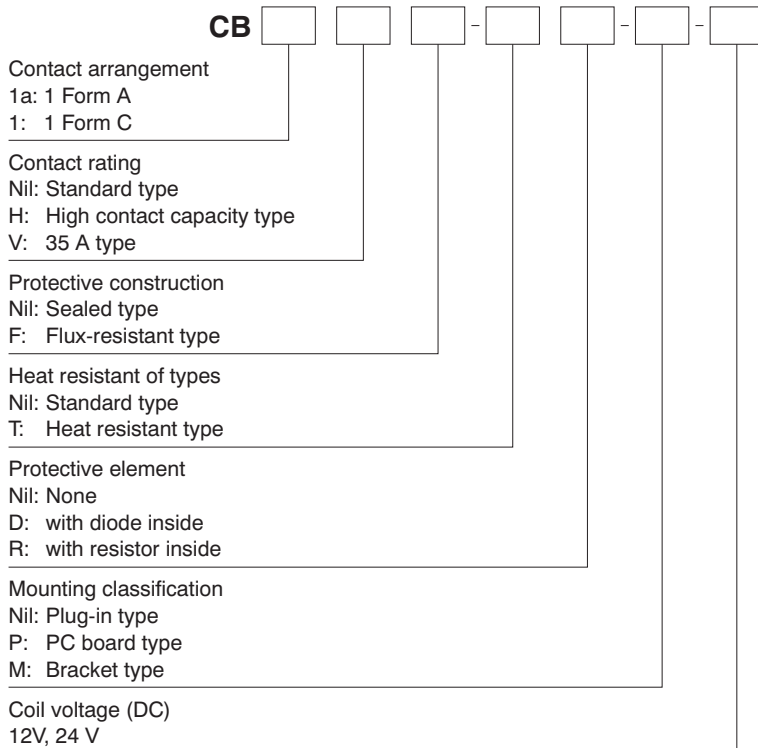 CB - - -
Contact arrangement
1a: 1 Form A
1: 1 Form C
Contact rating
Nil: Standard type
H: High contact capacity type
V: 35 A type
Protective construction
Nil: Sealed type
F: Flux-resistant type
Heat resistant of types
Nil: Standard type
T: Heat resistant type
Protective element
Nil: None
D: with diode inside
R: with resistor inside
Mounting classification
Nil: Plug-in type
P: PC board type
M: Bracket type
Coil voltage (DC)
12V, 24 V